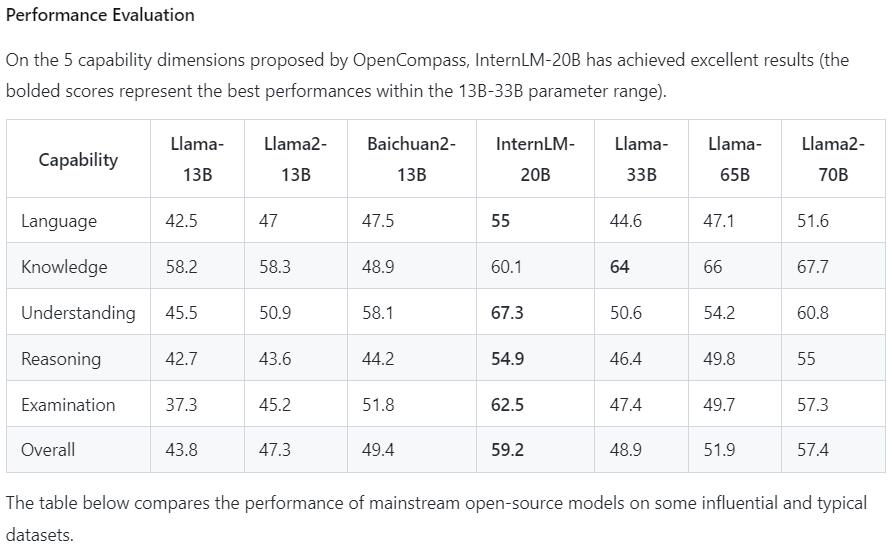 Performance Evaluation
On the 5 capability dimensions proposed by OpenCompass, InternLM-20B has achieved excellent results (the
bolded scores represent the best performances within the 13B-33B parameter range).
Capability Llama-13B Llama2-13B Baichuan2-13B InternLM-20B Llama-33B Llama-65B Llama2-70B
Language 42.5 47 47.5 55 44.6 47.1 51.6
Knowledge 58.2 58.3 48.9 60.1 64 66 67.7
Understanding 45.5 50.9 58.1 67.3 50.6 54.2 60.8
Reasoning 42.7 43.6 44.2 54.9 46.4 49.8 55
Examination 37.3 45.2 51.8 62.5 47.4 49.7 57.3
Overall 43.8 47.3 49.4 59.2 48.9 51.9 57.4
The table below compares the performance of mainstream open-source models on some influential and typical
datasets.